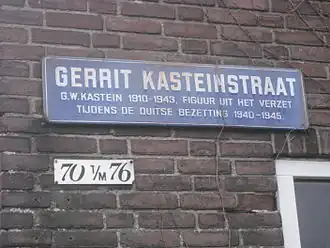 GERRIT KASTEINSTRAAT
G.W. KASTEIN 1910-1943, FIGUUR UIT HET VERZET
TIJDENS DE DUITSE BEZETTING 1940-1945.
70 T/M 76